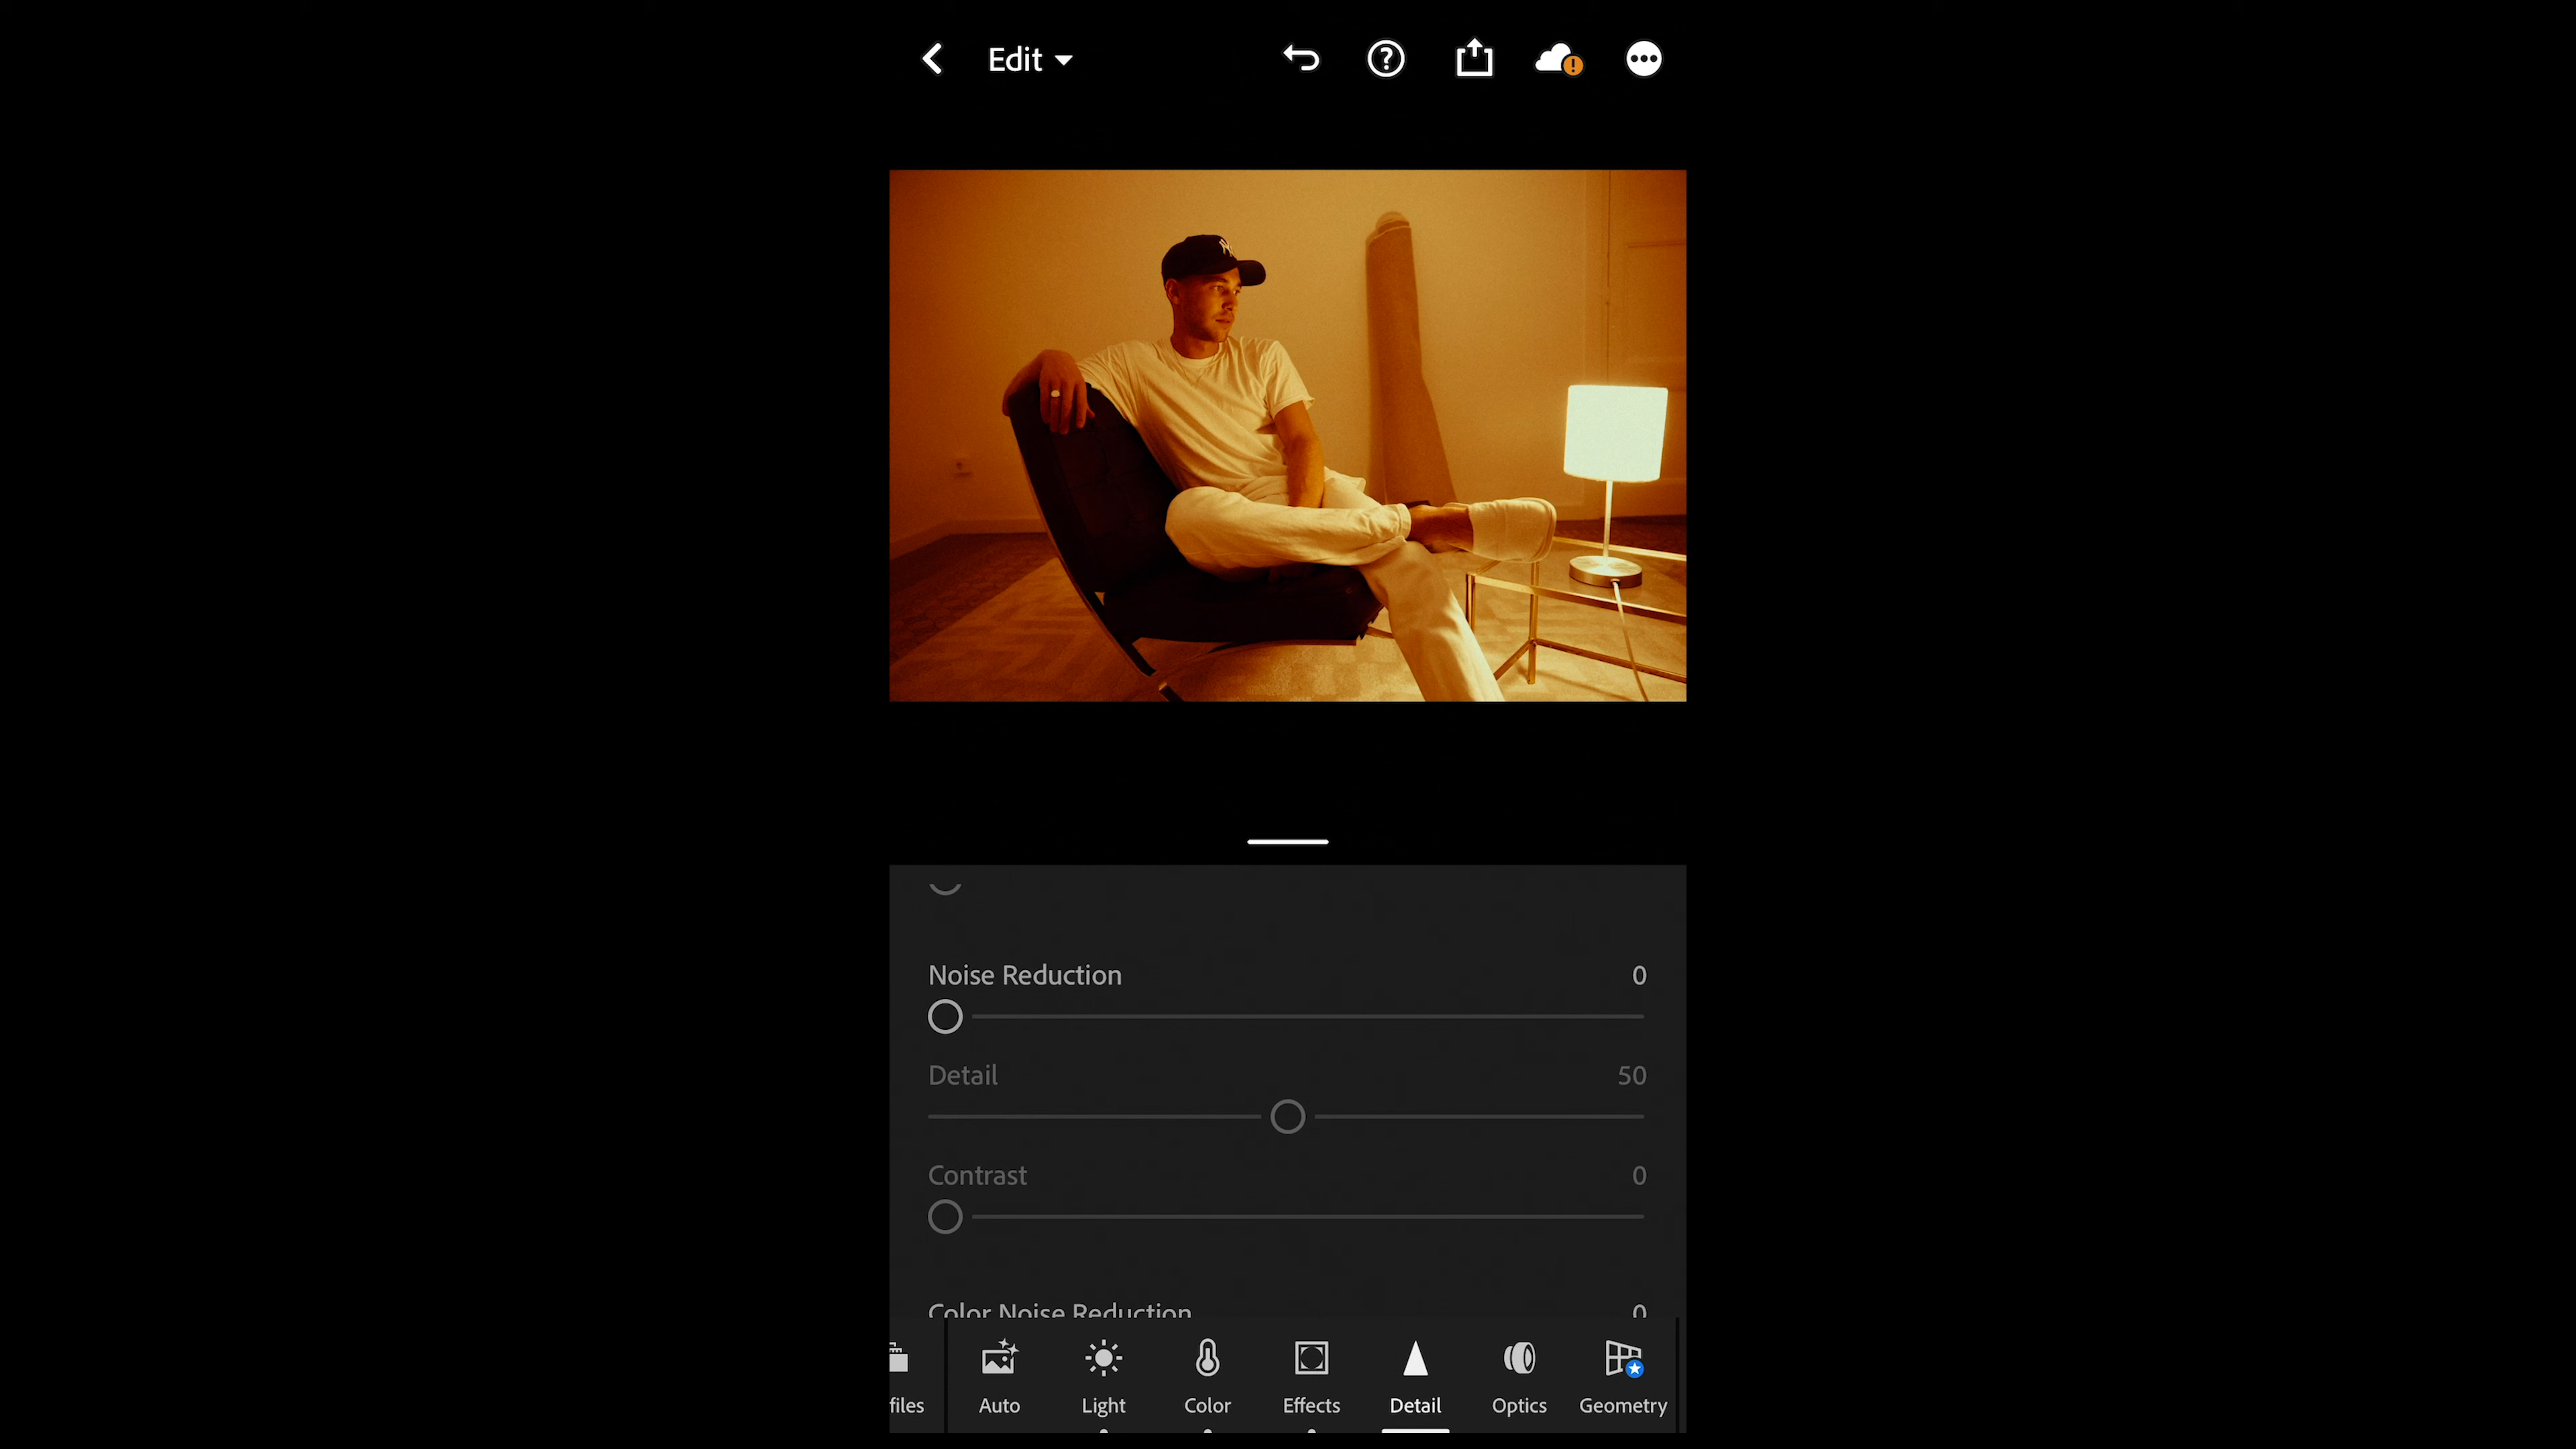 Edit
NY
Noise Reduction 0
Detail 50
Contrast 0
Color Noise Reduction 0
files Auto Light Color Effects Detail Optics Geometry